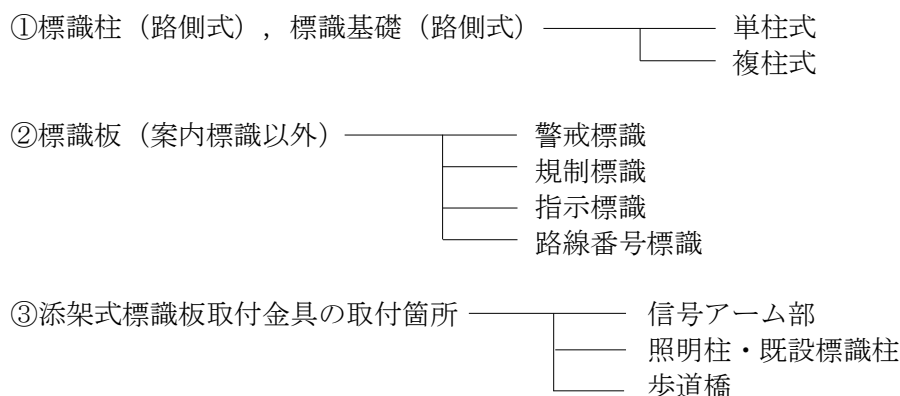 ①標識柱（路側式），標識基礎（路側式） 単柱式
複柱式
②標識板（案内標識以外） 警戒標識
規制標識
指示標識
路線番号標識
③添架式標識板取付金具の取付箇所 信号アーム部
照明柱・既設標識柱
歩道橋